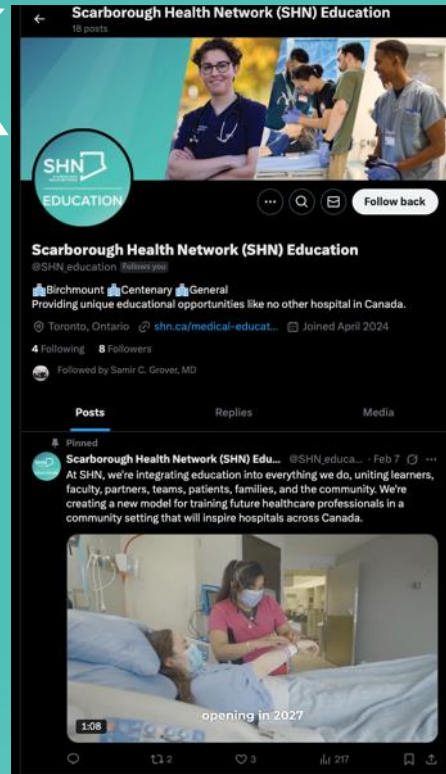 Scarborough Health Network (SHN) Education
18 posts
SHN
EDUCATION
Follow back
Scarborough Health Network (SHN) Education
@SHN_education Follows you
Birchmount Centenary General
Providing unique educational opportunities like no other hospital in Canada.
Toronto, Ontario shn.ca/medical-educat... Joined April 2024
4 Following 8 Followers
Followed by Samir C. Grover, MD
Posts Replies Media
Pinned
Scarborough Health Network (SHN) Edu... @SHN_educa... · Feb 7
At SHN, we're integrating education into everything we do, uniting learners,
faculty, partners, teams, patients, families, and the community. We're
creating a new model for training future healthcare professionals in a
community setting that will inspire hospitals across Canada.
opening in 2027
1:08
2 3 217